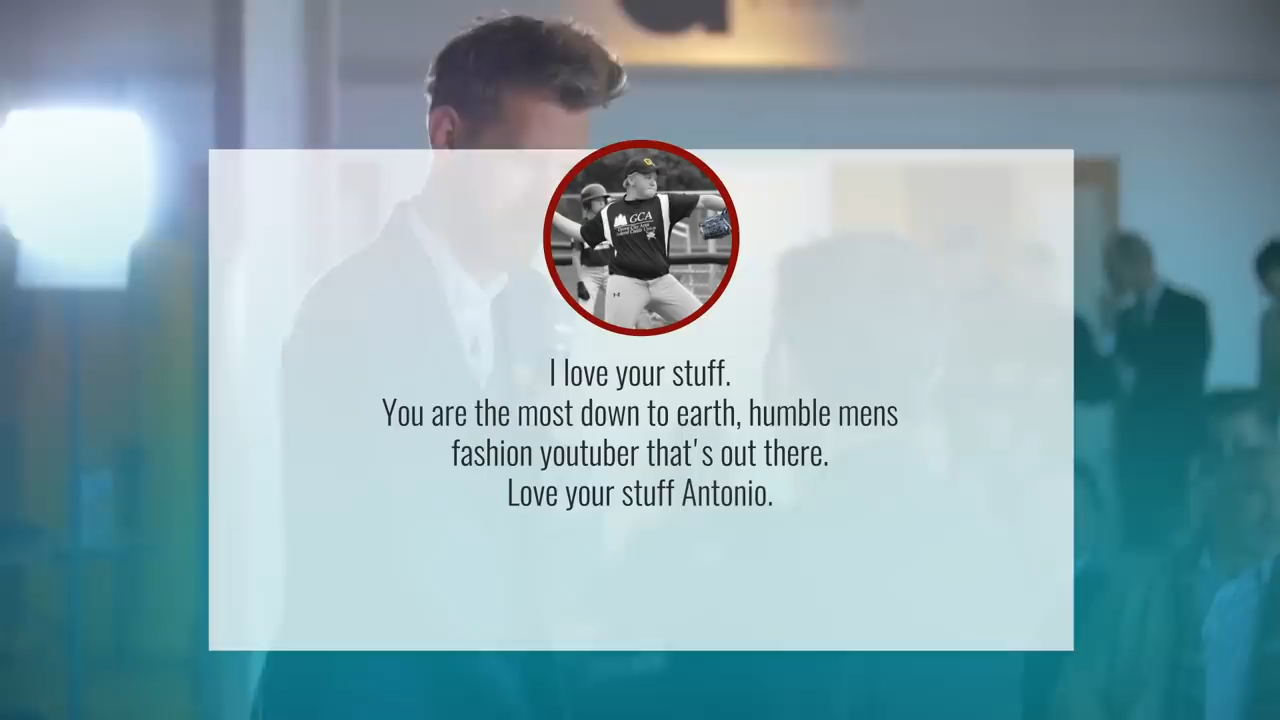 GCA
I love your stuff.
You are the most down to earth, humble mens
fashion youtuber that's out there.
Love your stuff Antonio.